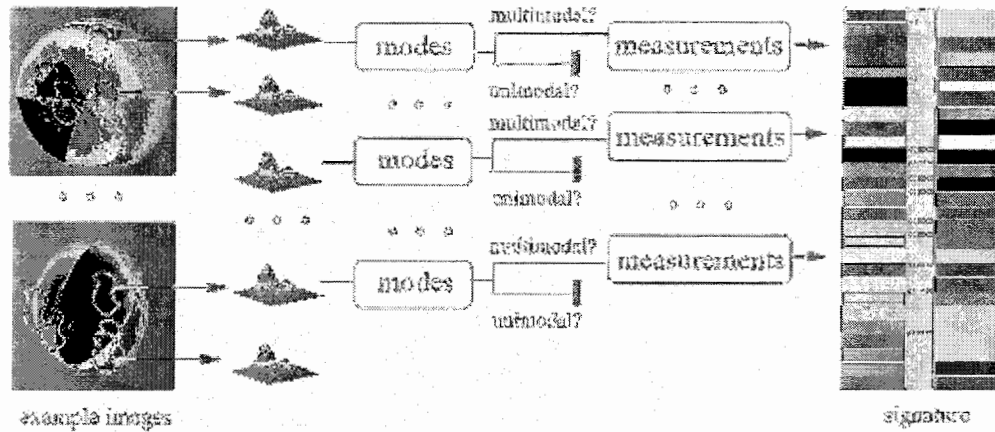 multimodal?
modes
measurements
unimodal?
multimodal?
modes
measurements
unimodal?
multimodal?
modes
measurements
unimodal?
example images
signature